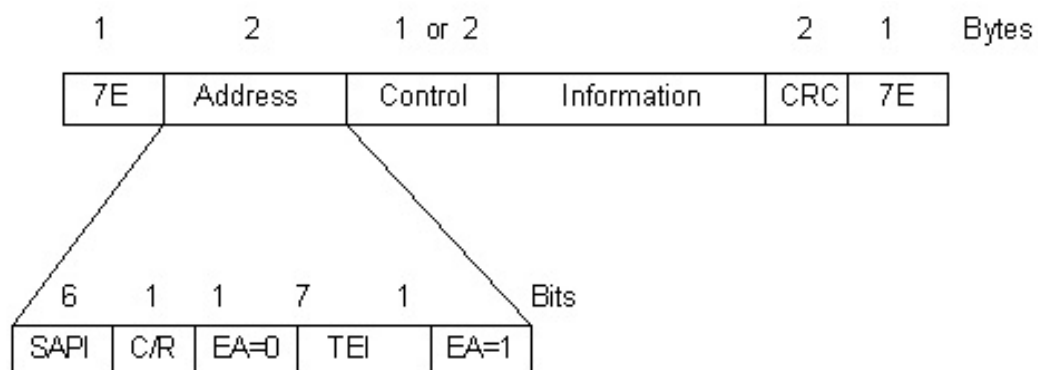 1 2 1 or 2 2 1 Bytes
7E Address Control Information CRC 7E
6 1 1 7 1 Bits
SAPI C/R EA=0 TEI EA=1